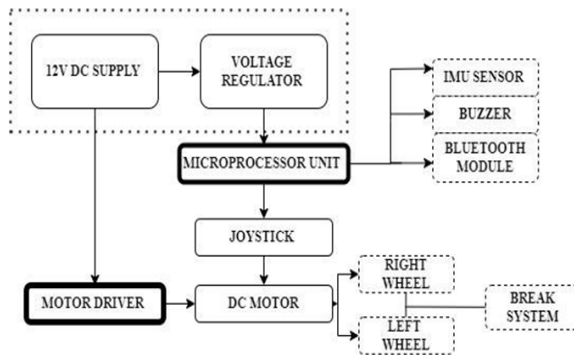 12V DC SUPPLY
VOLTAGE
REGULATOR
IMU SENSOR
BUZZER
BLUETOOTH
MODULE
MICROPROCESSOR UNIT
JOYSTICK
MOTOR DRIVER
DC MOTOR
RIGHT
WHEEL
LEFT
WHEEL
BREAK
SYSTEM